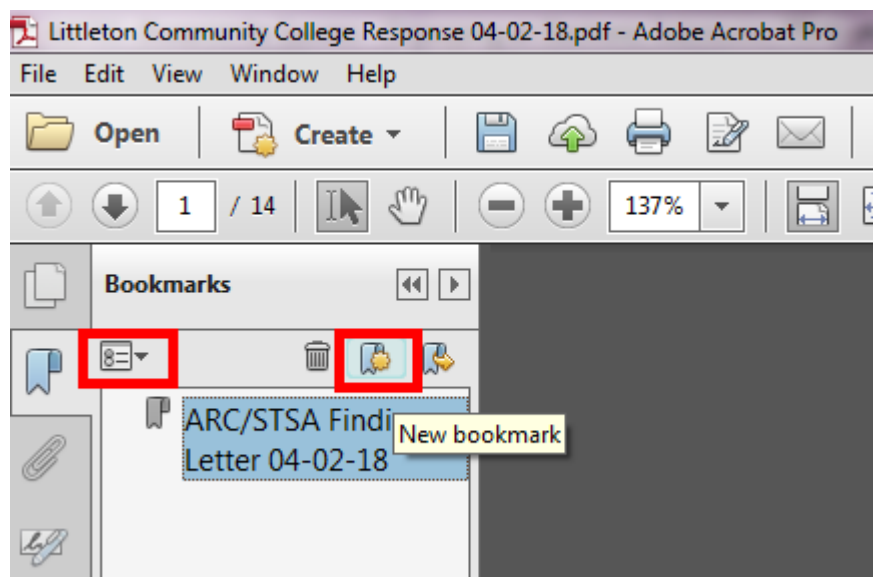 Littleton Community College Response 04-02-18.pdf - Adobe Acrobat Pro
File Edit View Window Help
Open Create
1 / 14 137%
Bookmarks
ARC/STSA Findi
New bookmark
Letter 04-02-18